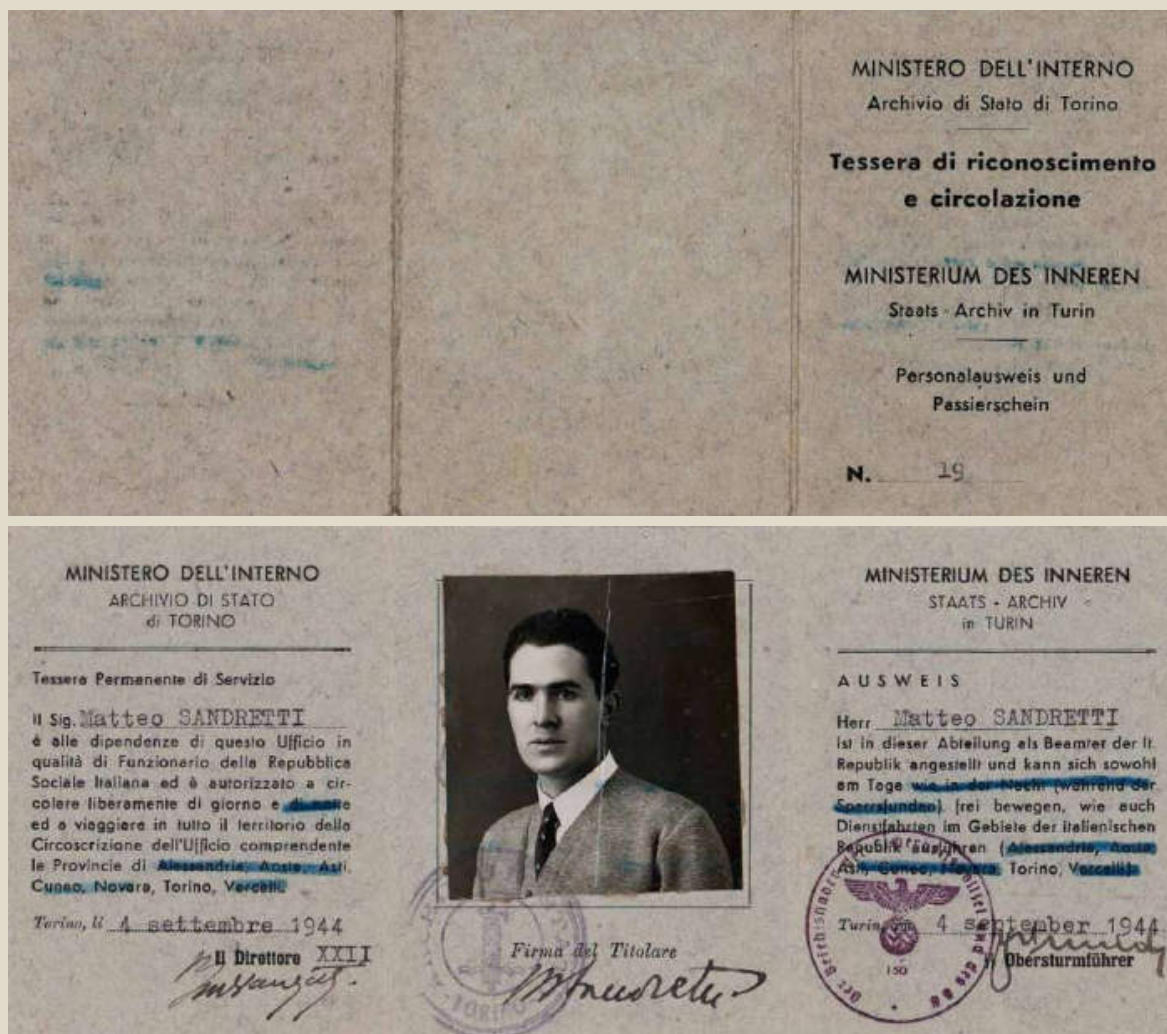 MINISTERO DELL'INTERNO
Archivio di Stato di Torino
Tessera di riconoscimento
e circolazione
MINISTERIUM DES INNEREN
Staats - Archiv in Turin
Personalausweis und
Passierschein
N. 19
MINISTERO DELL'INTERNO
ARCHIVIO DI STATO
di TORINO
Tessera Permanente di Servizio
Il Sig. Matteo SANDRETTI
è alle dipendenze di questo Ufficio in
qualità di Funzionario della Repubblica
Sociale Italiana ed è autorizzato a cir-
colare liberamente di giorno e di notte
ed a viaggiare in tutto il territorio della
Circoscrizione dell'Ufficio comprendente
le Provincie di Alessandria, Aosta, Asti,
Cuneo, Novara, Torino, Vercelli.
Torino, li 4 settembre 1944
Il Direttore XXII
Firma del Titolare
MINISTERIUM DES INNEREN
STAATS - ARCHIV
in TURIN
AUSWEIS
Herr Matteo SANDRETTI
ist in dieser Abteilung als Beamter der It.
Republik angestellt und kann sich sowohl
am Tage wie in der Nacht (während der
Sperrstunden) frei bewegen, wie auch
Dienstfahrten im Gebiete der italienischen
Republik ausführen (Alessandria, Aosta,
Asti, Cuneo, Novara, Torino, Vercelli).
Turin, 4 september 1944
Obersturmführer
150